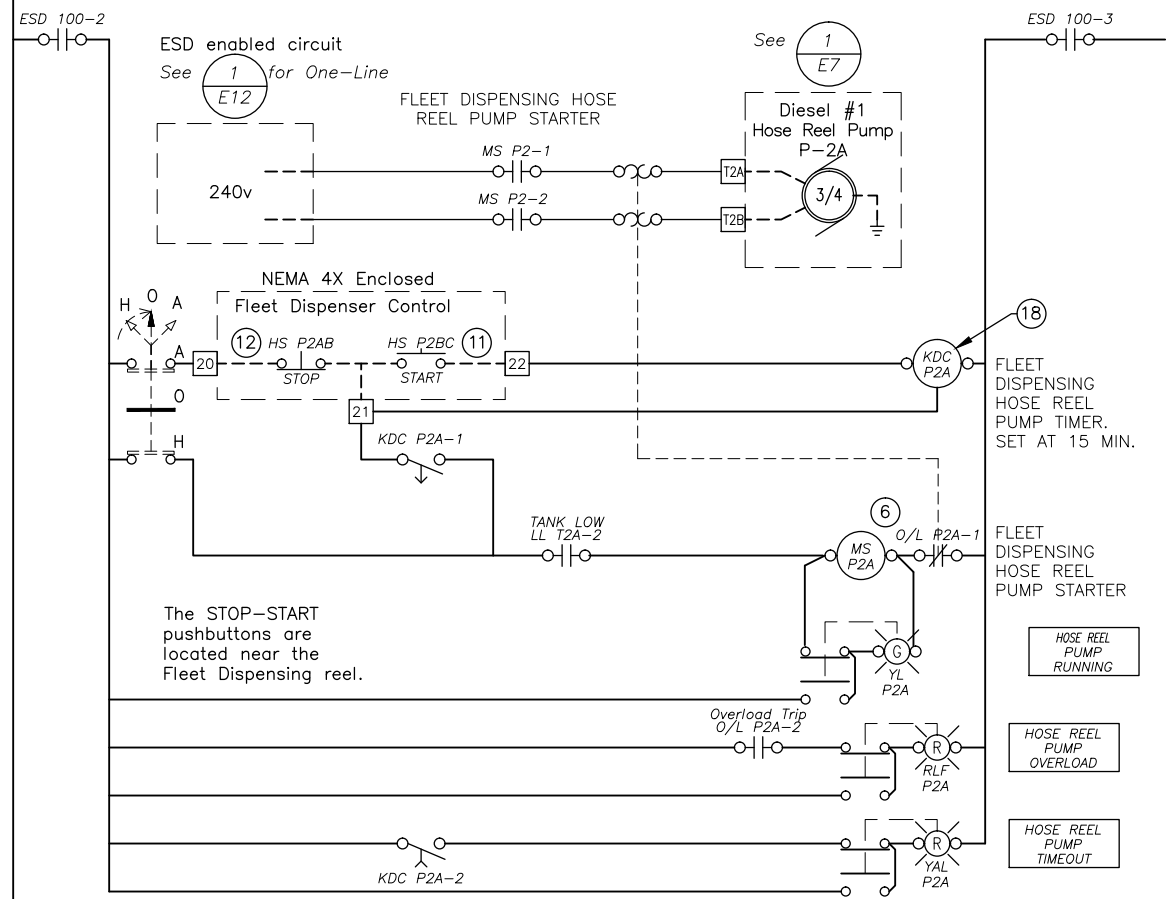 ESD 100-2
ESD 100-3
ESD enabled circuit
See 1 for One-Line
E12
See 1
E7
FLEET DISPENSING HOSE
REEL PUMP STARTER
Diesel #1
Hose Reel Pump
P-2A
MS P2-1
T2A
240v
3/4
MS P2-2
T2B
NEMA 4X Enclosed
Fleet Dispenser Control
H O A
A
20
12
HS P2AB
STOP
HS P2BC
START
11
22
KDC
P2A
18
FLEET
DISPENSING
HOSE REEL
PUMP TIMER.
SET AT 15 MIN.
O
21
H
KDC P2A-1
TANK LOW
LL T2A-2
6
MS
P2A
O/L P2A-1
FLEET
DISPENSING
HOSE REEL
PUMP STARTER
The STOP-START
pushbuttons are
located near the
Fleet Dispensing reel.
G
YL
P2A
HOSE REEL
PUMP
RUNNING
Overload Trip
O/L P2A-2
R
RLF
P2A
HOSE REEL
PUMP
OVERLOAD
KDC P2A-2
R
YAL
P2A
HOSE REEL
PUMP
TIMEOUT